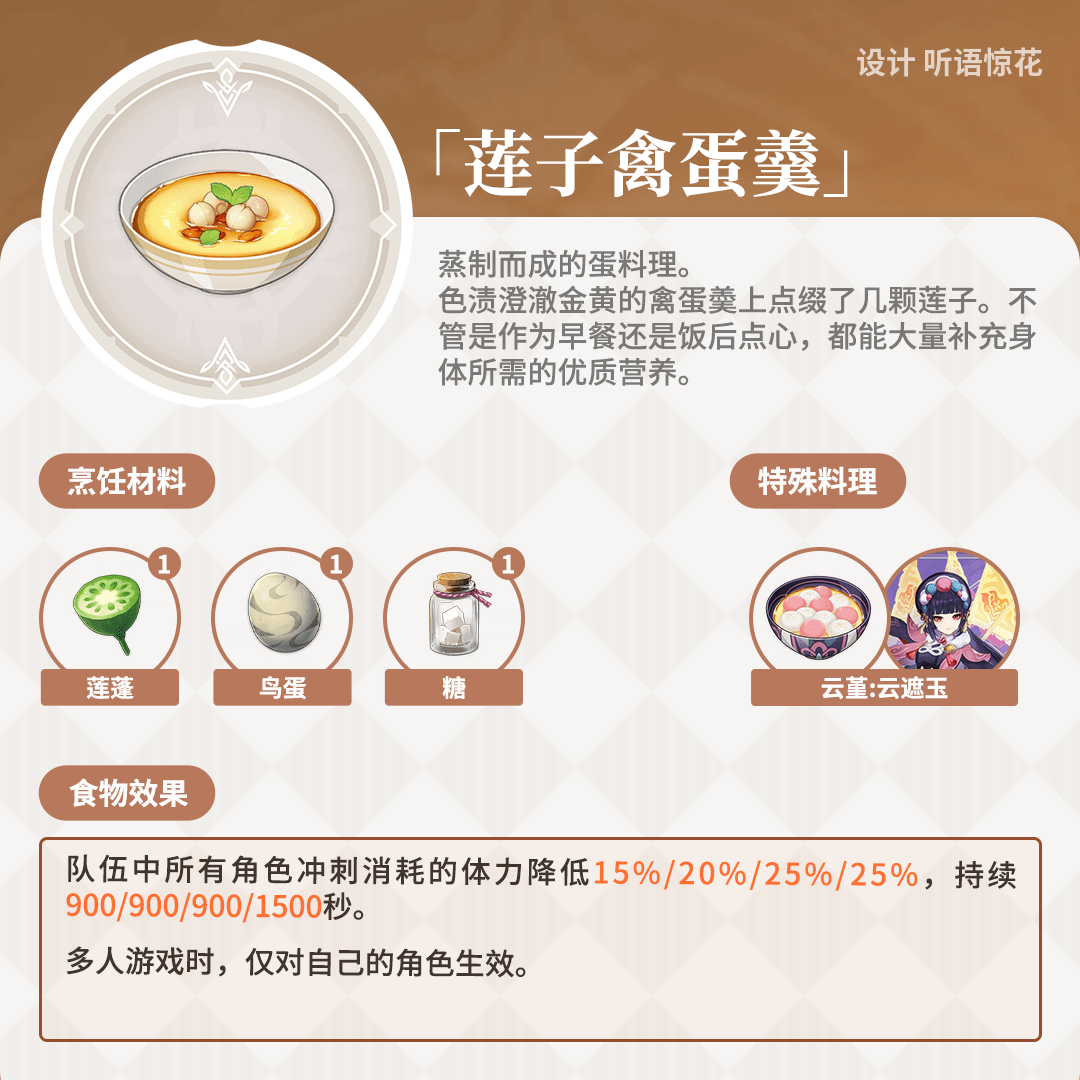 设计 听语惊花
「莲子禽蛋羹」
蒸制而成的蛋料理。
色渍澄澈金黄的禽蛋羹上点缀了几颗莲子。不
管是作为早餐还是饭后点心，都能大量补充身
体所需的优质营养。
烹饪材料
特殊料理
1
1
1
莲蓬
鸟蛋
糖
云堇:云遮玉
食物效果
队伍中所有角色冲刺消耗的体力降低15%/20%/25%/25%，持续
900/900/900/1500秒。
多人游戏时，仅对自己的角色生效。